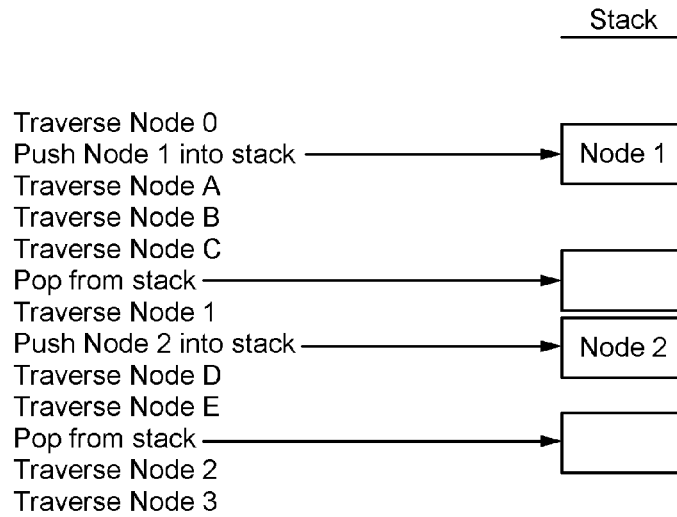 Stack
Traverse Node 0
Push Node 1 into stack
Node 1
Traverse Node A
Traverse Node B
Traverse Node C
Pop from stack
Traverse Node 1
Push Node 2 into stack
Node 2
Traverse Node D
Traverse Node E
Pop from stack
Traverse Node 2
Traverse Node 3